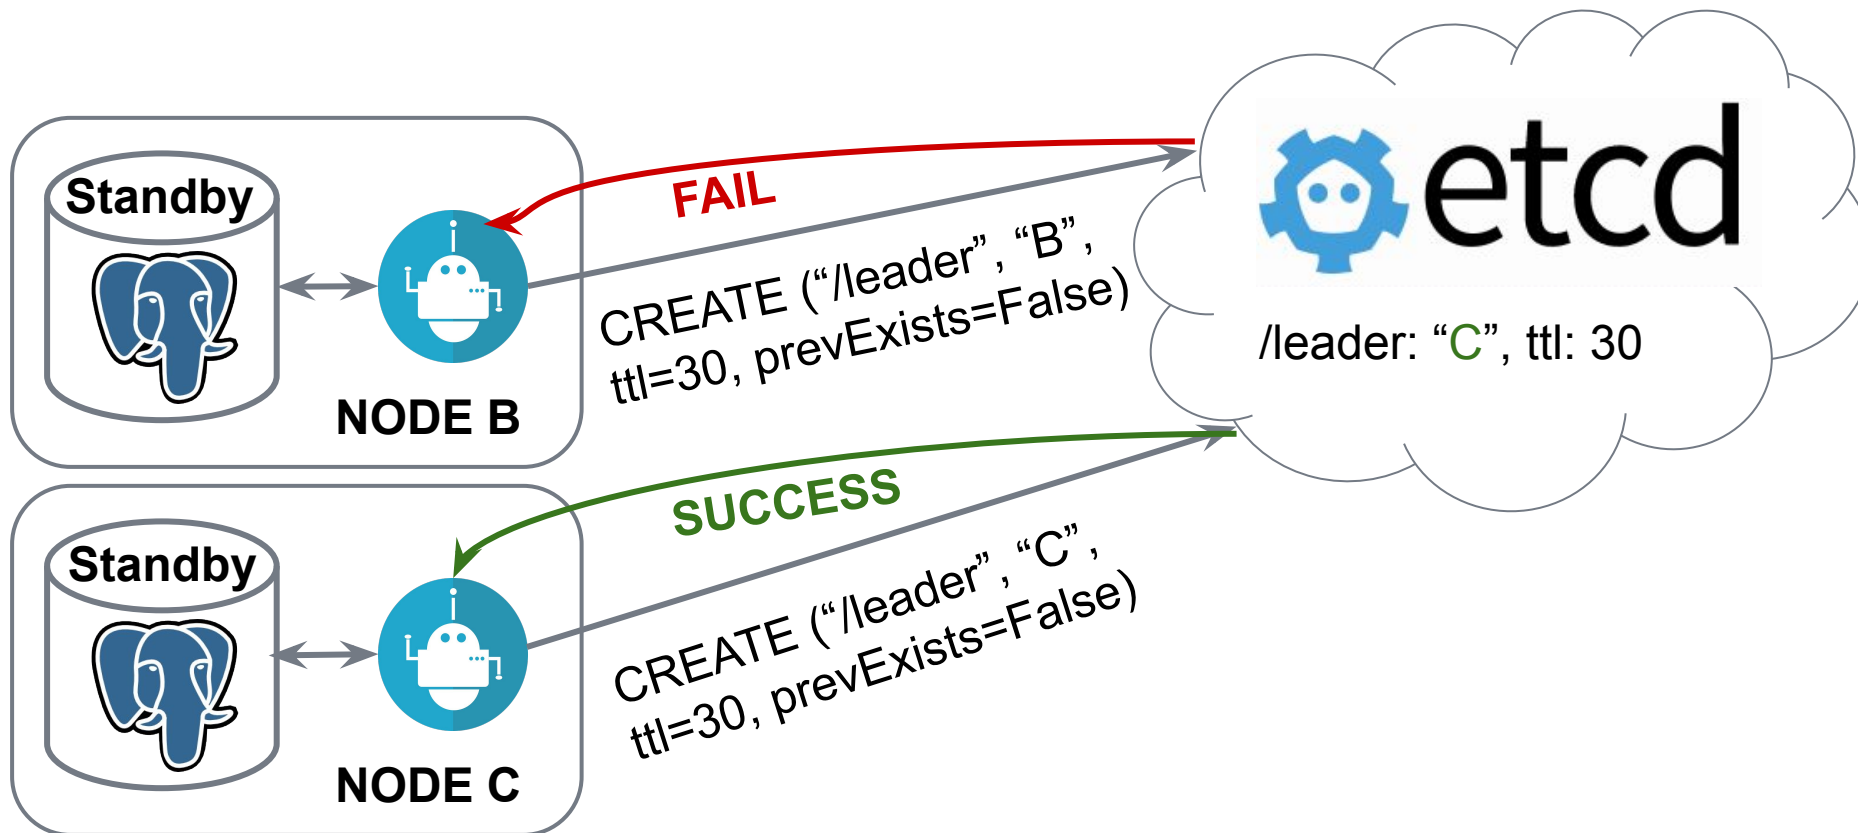 Standby
NODE B
FAIL
CREATE (“/leader”, “B”,
ttl=30, prevExists=False)
etcd
/leader: “C”, ttl: 30
Standby
NODE C
SUCCESS
CREATE (“/leader”, “C”,
ttl=30, prevExists=False)